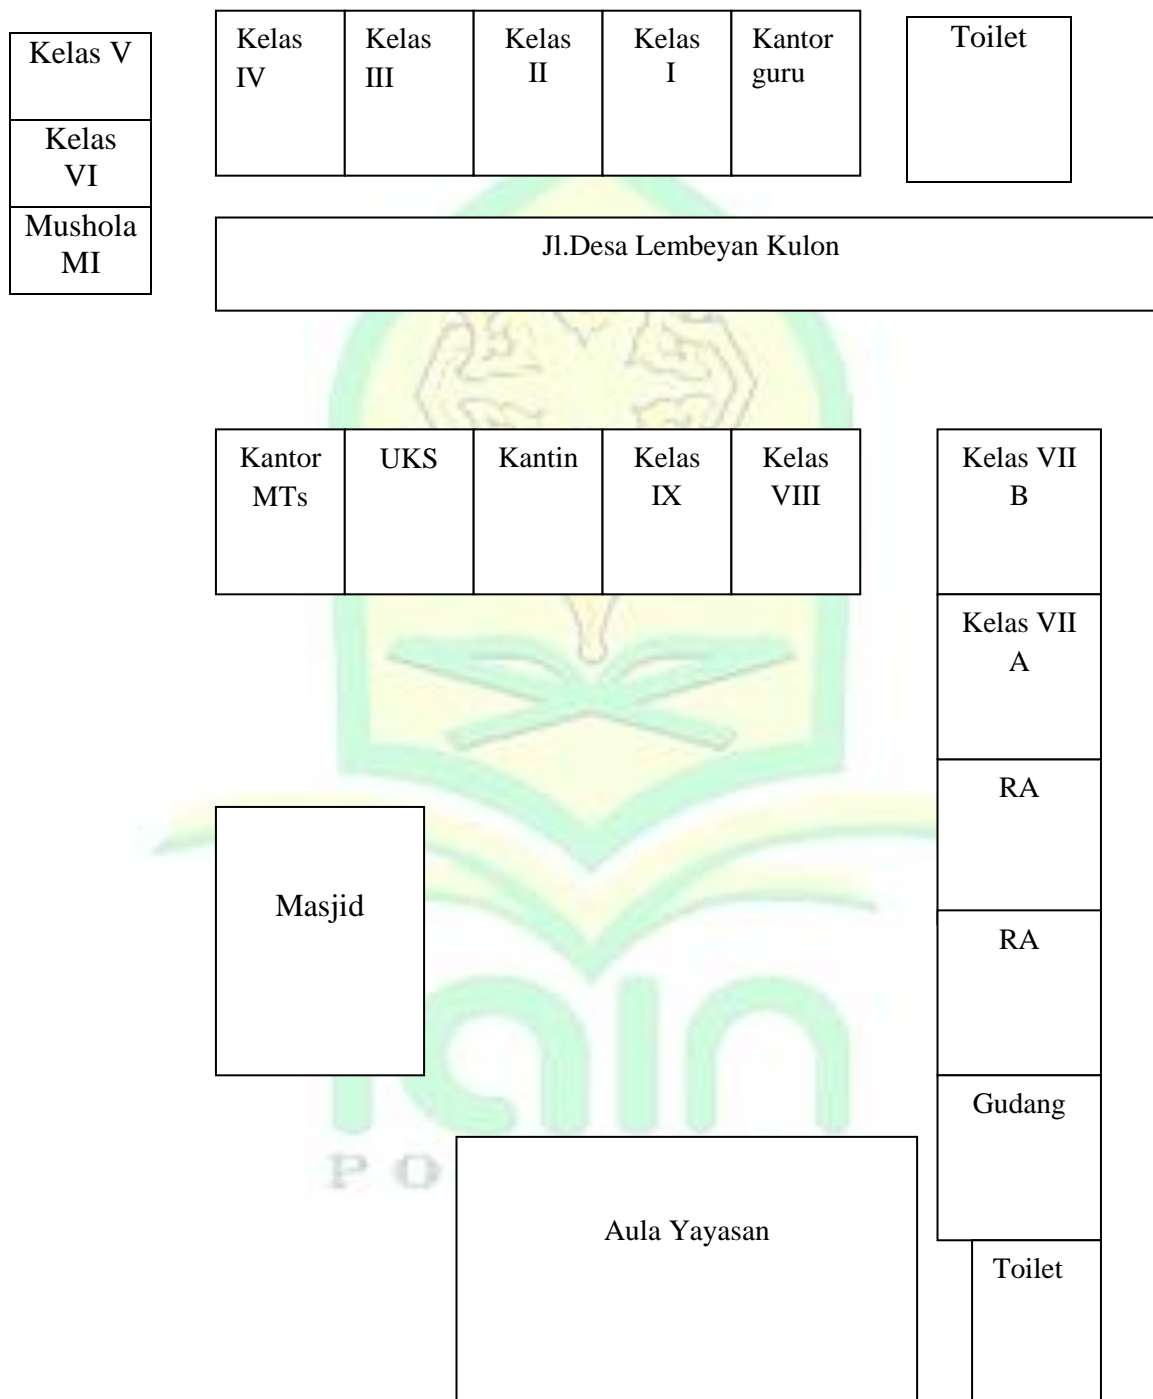 Kelas V
Kelas
VI
Mushola
MI
Kelas
IV
Kelas
III
Kelas
II
Kelas
I
Kantor
guru
Toilet
Jl.Desa Lembeyan Kulon
Kantor
MTs
UKS
Kantin
Kelas
IX
Kelas
VIII
Kelas VII
B
Kelas VII
A
RA
RA
Gudang
Toilet
Masjid
Aula Yayasan
iain
PO